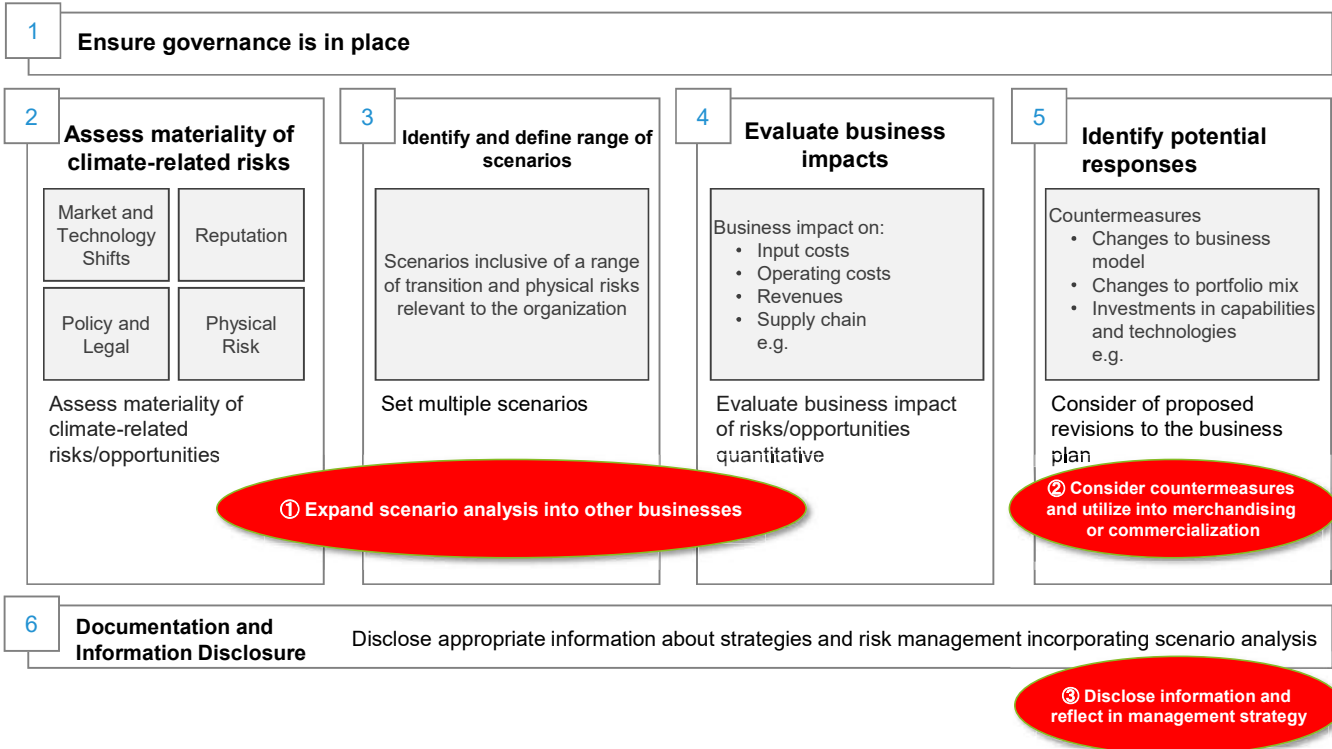 1
Ensure governance is in place
2
Assess materiality of
climate-related risks
Market and
Technology
Shifts
Reputation
Policy and
Legal
Physical
Risk
Assess materiality of
climate-related
risks/opportunities
3
Identify and define range of
scenarios
Scenarios inclusive of a range
of transition and physical risks
relevant to the organization
Set multiple scenarios
4
Evaluate business
impacts
Business impact on:
• Input costs
• Operating costs
• Revenues
• Supply chain
e.g.
Evaluate business impact
of risks/opportunities
quantitative
5
Identify potential
responses
Countermeasures
• Changes to business
model
• Changes to portfolio mix
• Investments in capabilities
and technologies
e.g.
Consider of proposed
revisions to the business
plan
① Expand scenario analysis into other businesses
② Consider countermeasures
and utilize into merchandising
or commercialization
6
Documentation and
Information Disclosure
Disclose appropriate information about strategies and risk management incorporating scenario analysis
③ Disclose information and
reflect in management strategy